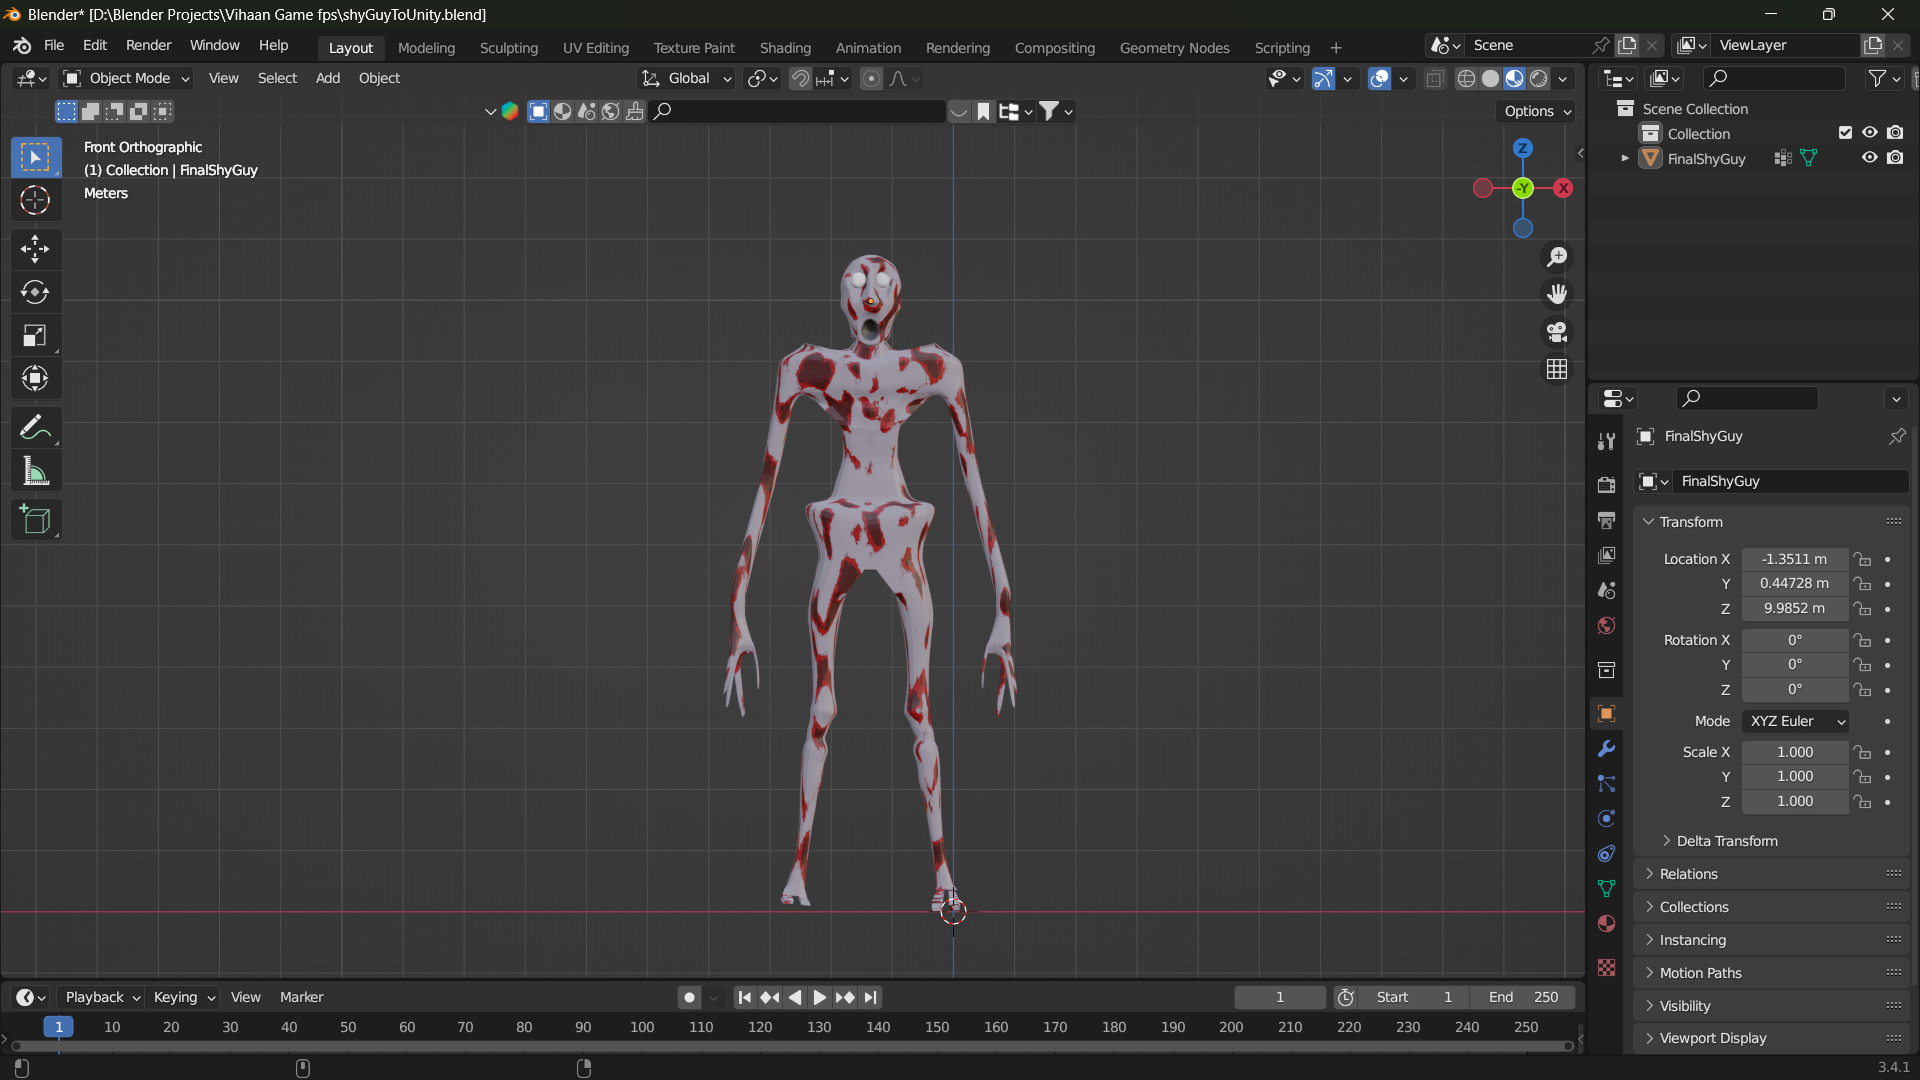 Blender* [D:\Blender Projects\Vihaan Game fps\shyGuyToUnity.blend]
File Edit Render Window Help Layout Modeling Sculpting UV Editing Texture Paint Shading Animation Rendering Compositing Geometry Nodes Scripting + Scene ViewLayer
Object Mode View Select Add Object Global
Options
Front Orthographic
(1) Collection | FinalShyGuy
Meters
Z
-Y
X
Scene Collection
Collection
FinalShyGuy
FinalShyGuy
FinalShyGuy
Transform
Location X -1.3511 m
Y 0.44728 m
Z 9.9852 m
Rotation X 0°
Y 0°
Z 0°
Mode XYZ Euler
Scale X 1.000
Y 1.000
Z 1.000
Delta Transform
Relations
Collections
Instancing
Motion Paths
Visibility
Viewport Display
Playback Keying View Marker 1 Start 1 End 250
1 10 20 30 40 50 60 70 80 90 100 110 120 130 140 150 160 170 180 190 200 210 220 230 240 250
3.4.1